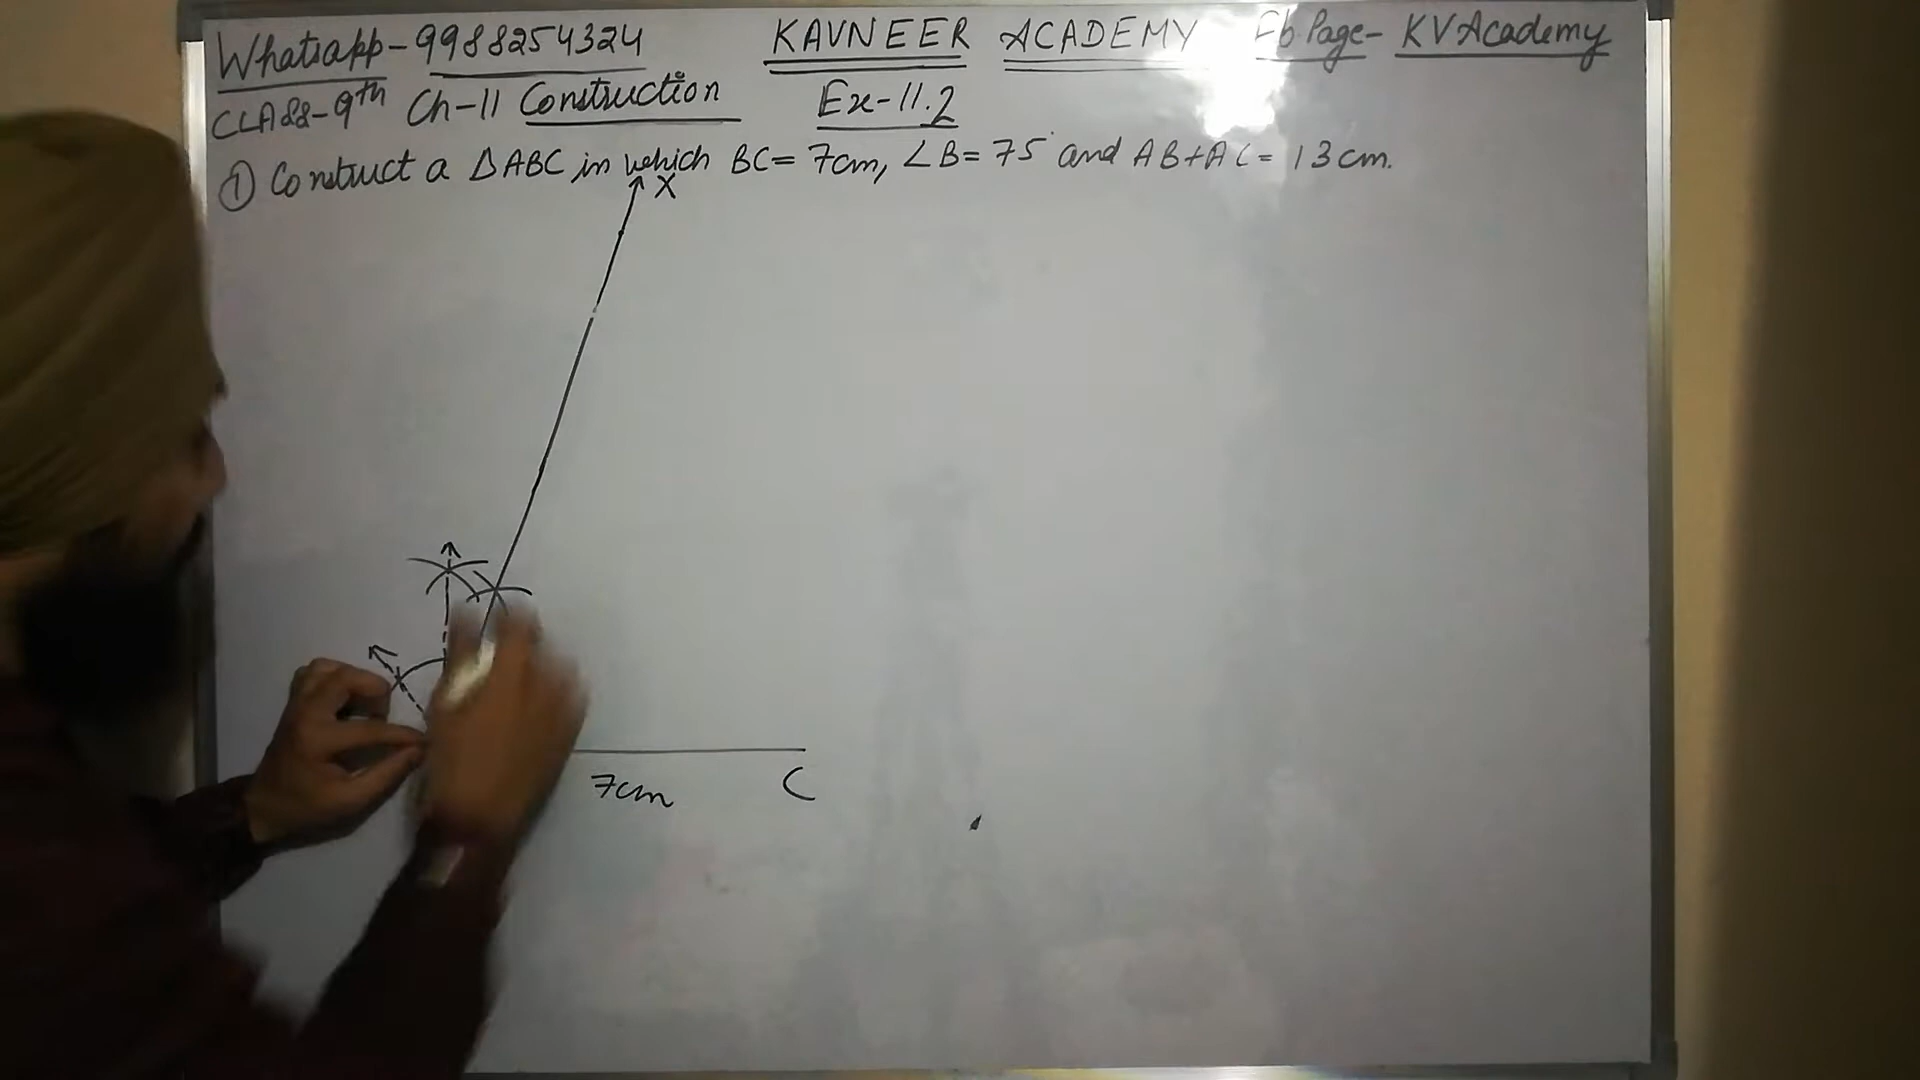 Whatsapp-9988254324 KAVNEER ACADEMY Fb Page- KVAcademy
CLASS-9th Ch-11 Construction Ex-11.2
① Construct a ΔABC in which BC= 7cm, ∠B= 75° and AB+AC= 13cm.
X
7cm C